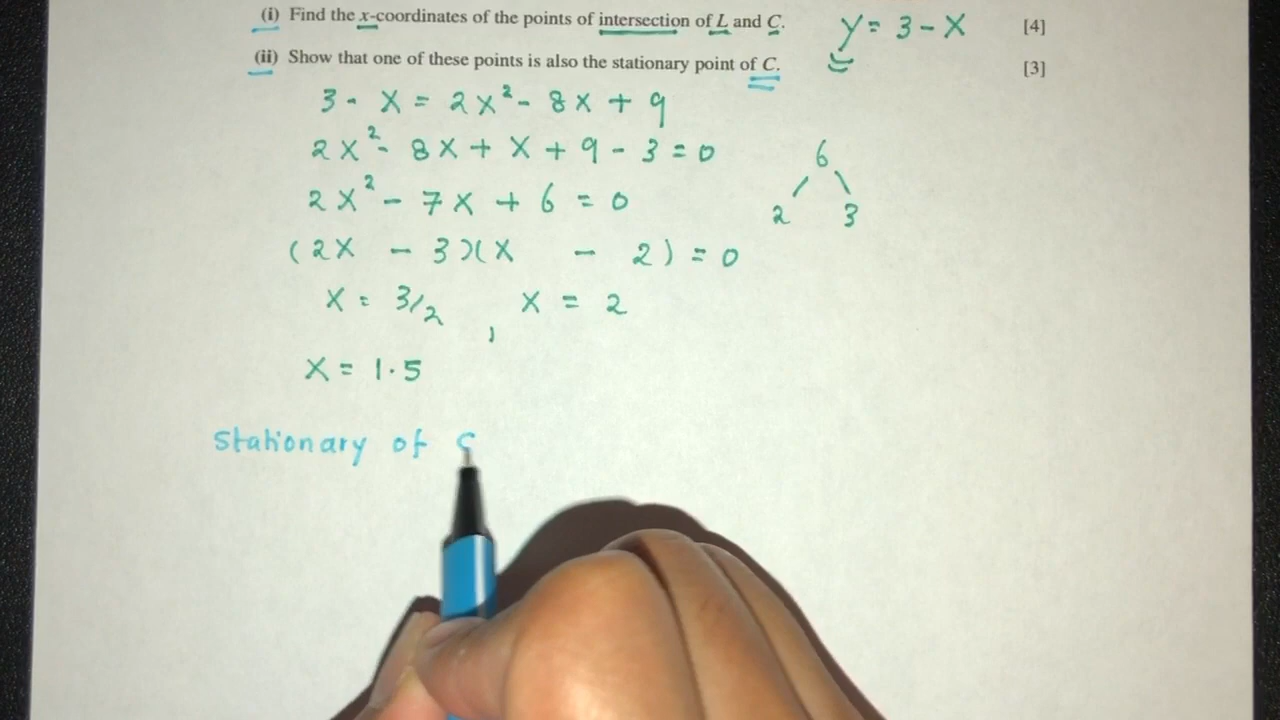 (i) Find the x-coordinates of the points of intersection of L and C. y = 3 - x [4]
(ii) Show that one of these points is also the stationary point of C. [3]
3 - x = 2x² - 8x + 9
2x² - 8x + x + 9 - 3 = 0
6
2x² - 7x + 6 = 0
2 3
(2x - 3)(x - 2) = 0
x = 3/2 , x = 2
x = 1.5
Stationary of C